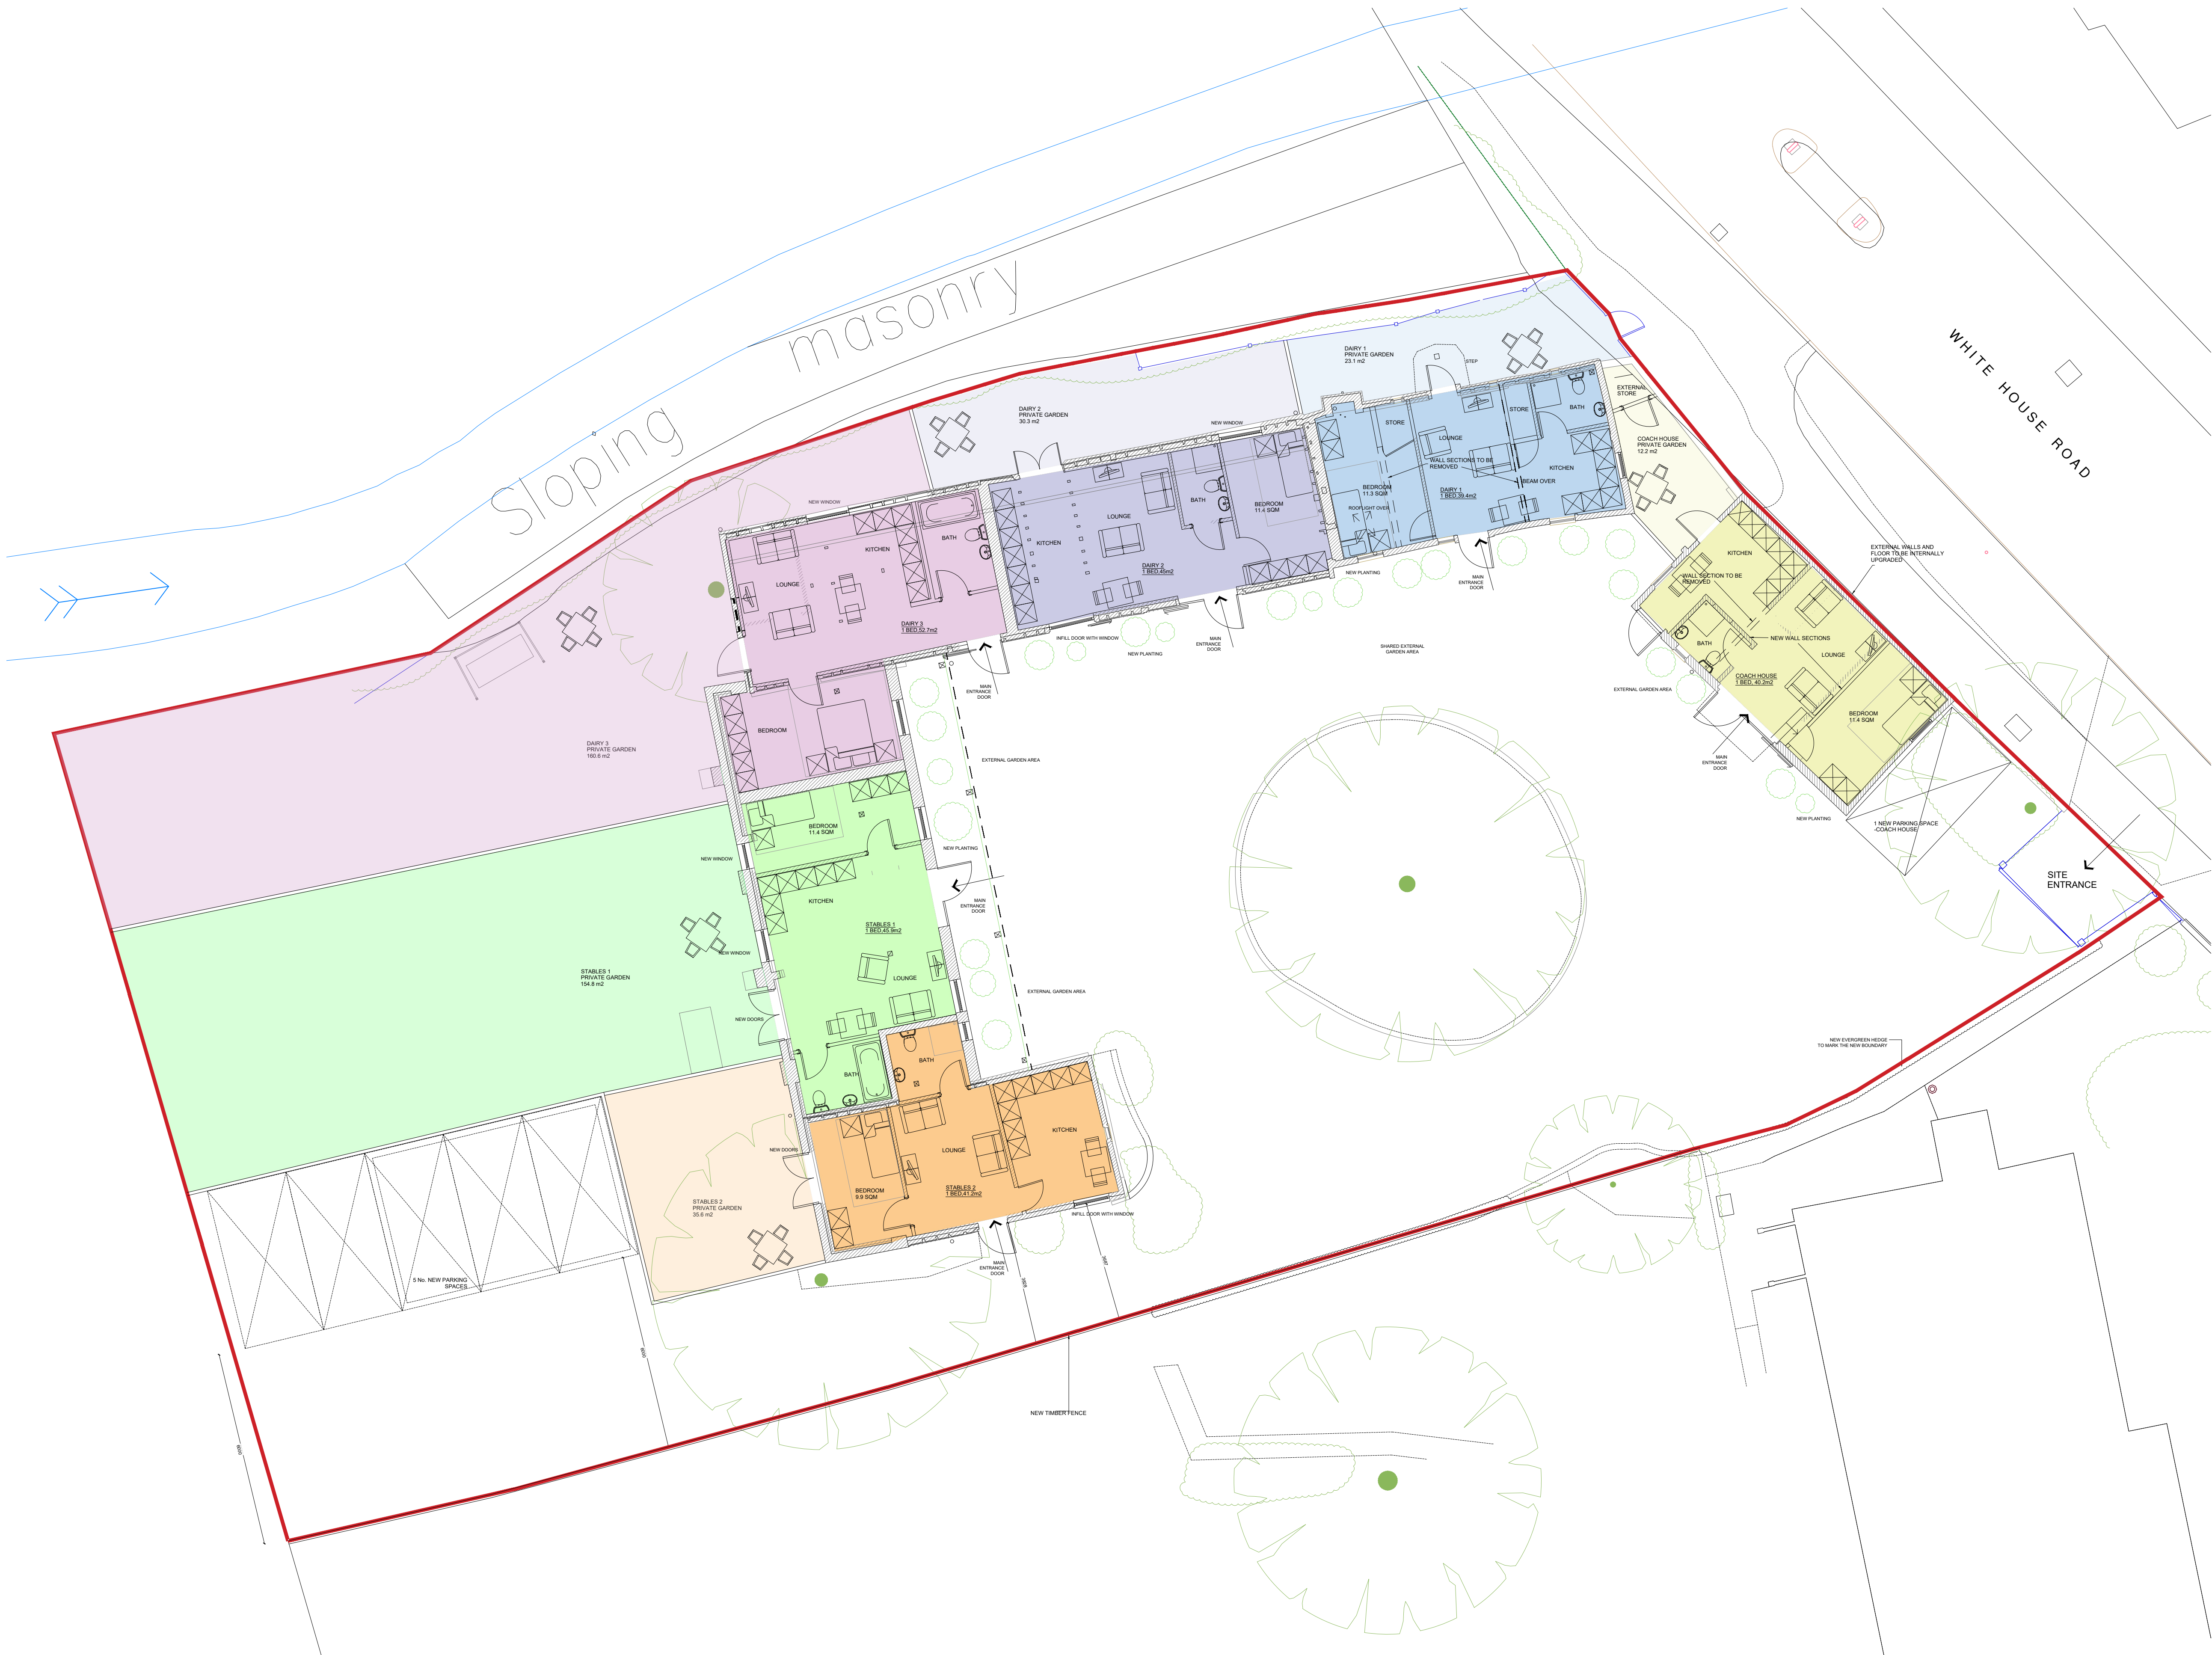 Sloping
masonry
WHITE HOUSE ROAD
DAIRY 1
PRIVATE GARDEN
23.1 m2
STEP
EXTERNAL
STORE
DAIRY 2
PRIVATE GARDEN
30.3 m2
NEW WINDOW
STORE
STORE
BATH
LOUNGE
COACH HOUSE
PRIVATE GARDEN
12.2 m2
WALL SECTIONS TO BE
REMOVED
KITCHEN
BEAM OVER
BEDROOM
11.3 SQM
DAIRY 1
1 BED,39.4m2
ROOFLIGHT OVER
NEW WINDOW
BATH
BEDROOM
11.4 SQM
LOUNGE
KITCHEN
DAIRY 2
1 BED,45m2
BATH
KITCHEN
LOUNGE
DAIRY 3
1 BED,52.7m2
NEW PLANTING
MAIN
ENTRANCE
DOOR
EXTERNAL WALLS AND
FLOOR TO BE INTERNALLY
UPGRADED
KITCHEN
WALL SECTION TO BE
REMOVED
NEW WALL SECTIONS
BATH
LOUNGE
COACH HOUSE
1 BED, 40.2m2
BEDROOM
11.4 SQM
EXTERNAL GARDEN AREA
MAIN
ENTRANCE
DOOR
NEW PLANTING
1 NEW PARKING SPACE
-COACH HOUSE
SITE
ENTRANCE
INFILL DOOR WITH WINDOW
NEW PLANTING
MAIN
ENTRANCE
DOOR
SHARED EXTERNAL
GARDEN AREA
MAIN
ENTRANCE
DOOR
BEDROOM
DAIRY 3
PRIVATE GARDEN
160.6 m2
EXTERNAL GARDEN AREA
BEDROOM
11.4 SQM
NEW PLANTING
NEW WINDOW
KITCHEN
MAIN
ENTRANCE
DOOR
STABLES 1
1 BED,45.9m2
NEW WINDOW
STABLES 1
PRIVATE GARDEN
154.8 m2
LOUNGE
EXTERNAL GARDEN AREA
NEW DOORS
BATH
BATH
NEW EVERGREEN HEDGE
TO MARK THE NEW BOUNDARY
KITCHEN
NEW DOORS
LOUNGE
BEDROOM
9.9 SQM
STABLES 2
1 BED,41.2m2
STABLES 2
PRIVATE GARDEN
35.6 m2
INFILL DOOR WITH WINDOW
MAIN
ENTRANCE
DOOR
5 No. NEW PARKING
SPACES
NEW TIMBER FENCE